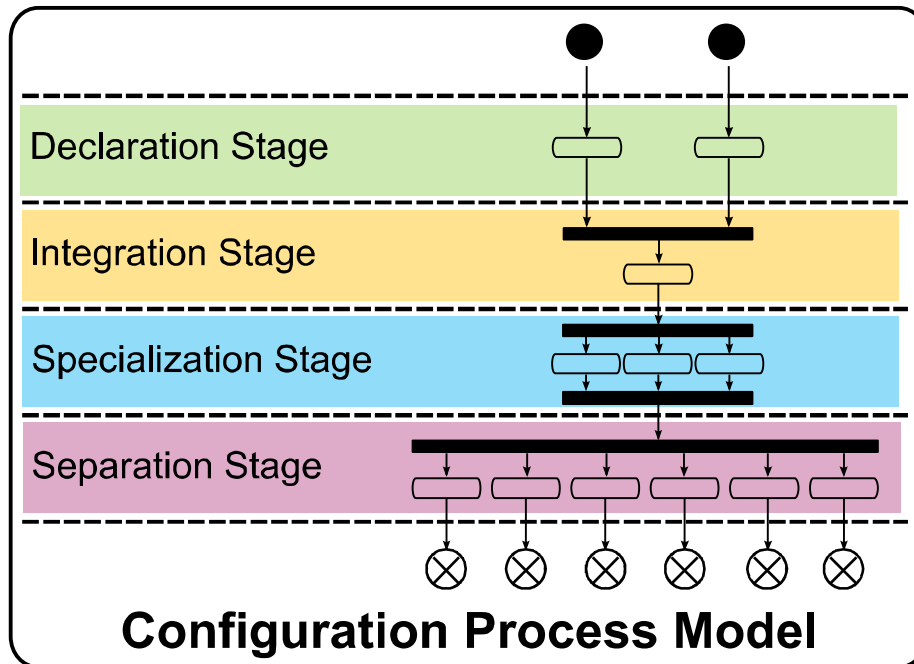 Declaration Stage
Integration Stage
Specialization Stage
Separation Stage
Configuration Process Model